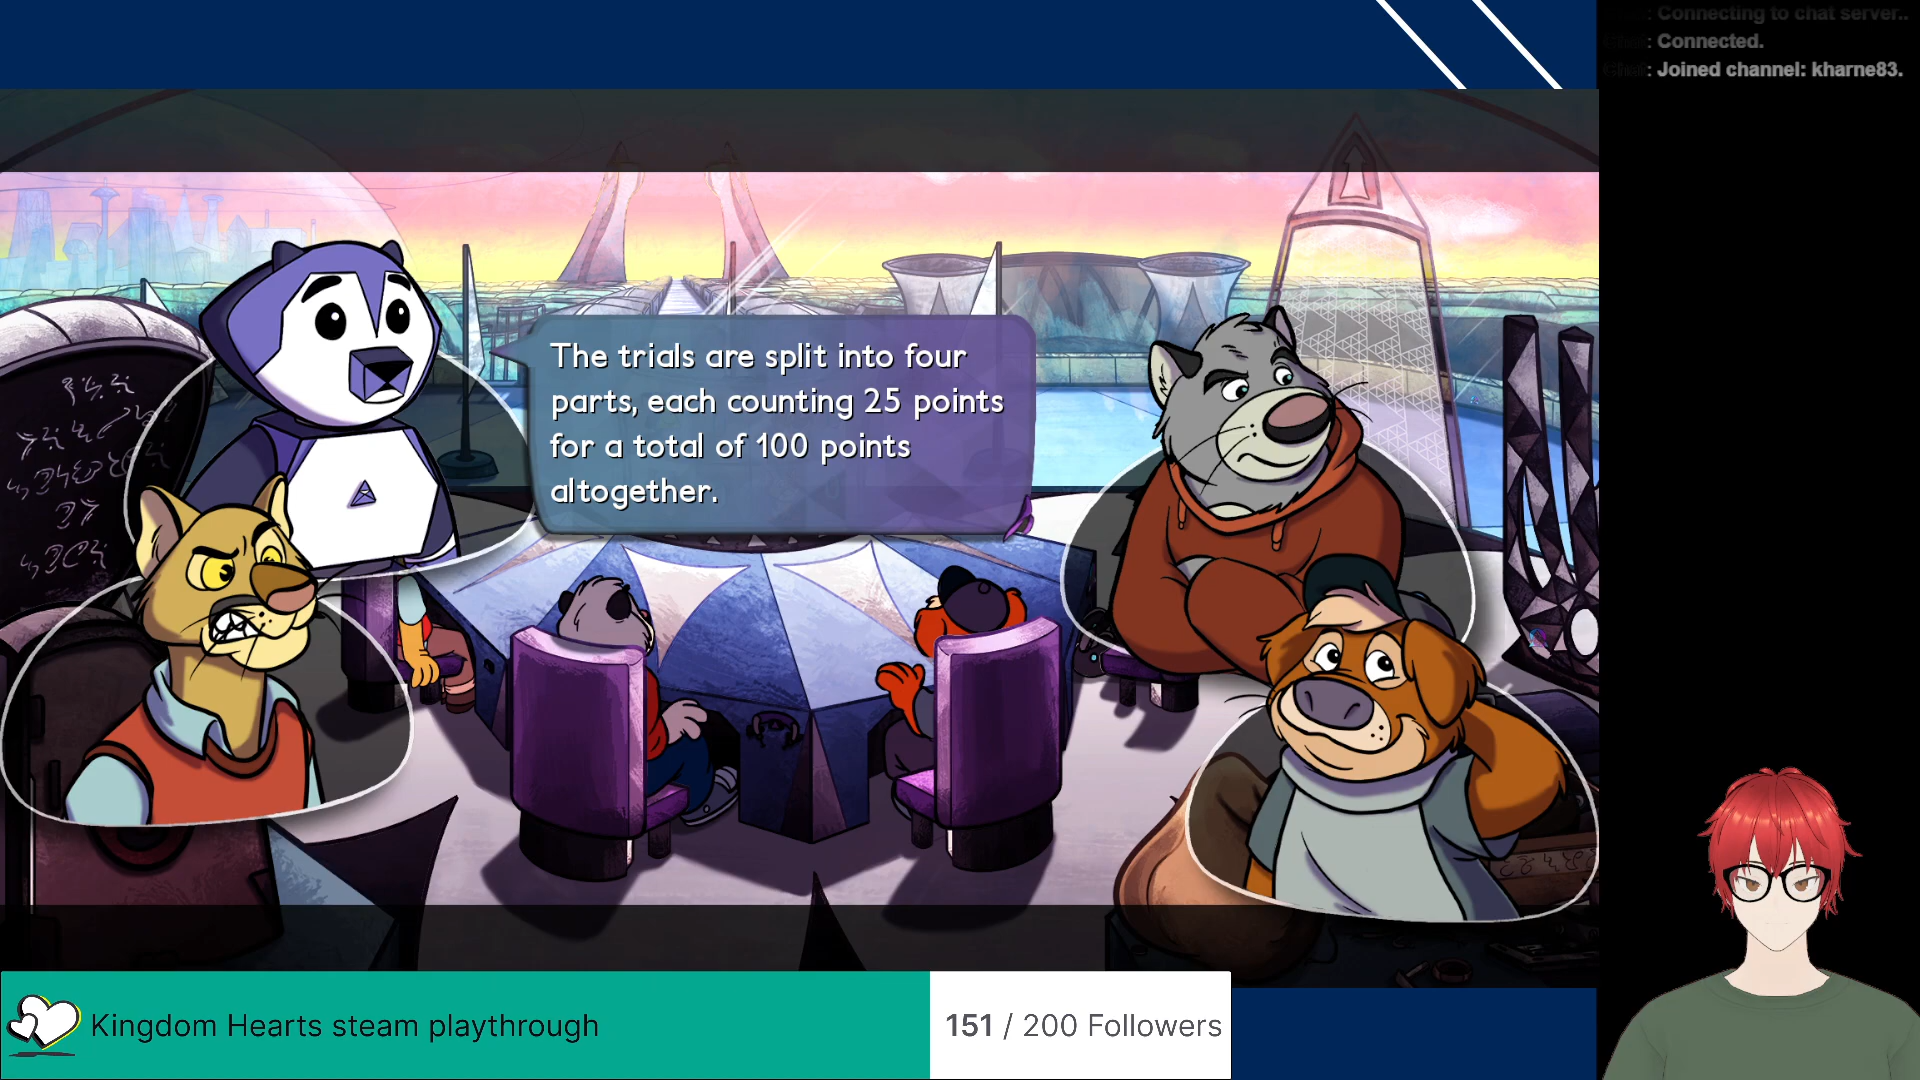 : Connecting to chat server..
: Connected.
: Joined channel: kharne83.
The trials are split into four
parts, each counting 25 points
for a total of 100 points
altogether.
Kingdom Hearts steam playthrough
151 / 200 Followers